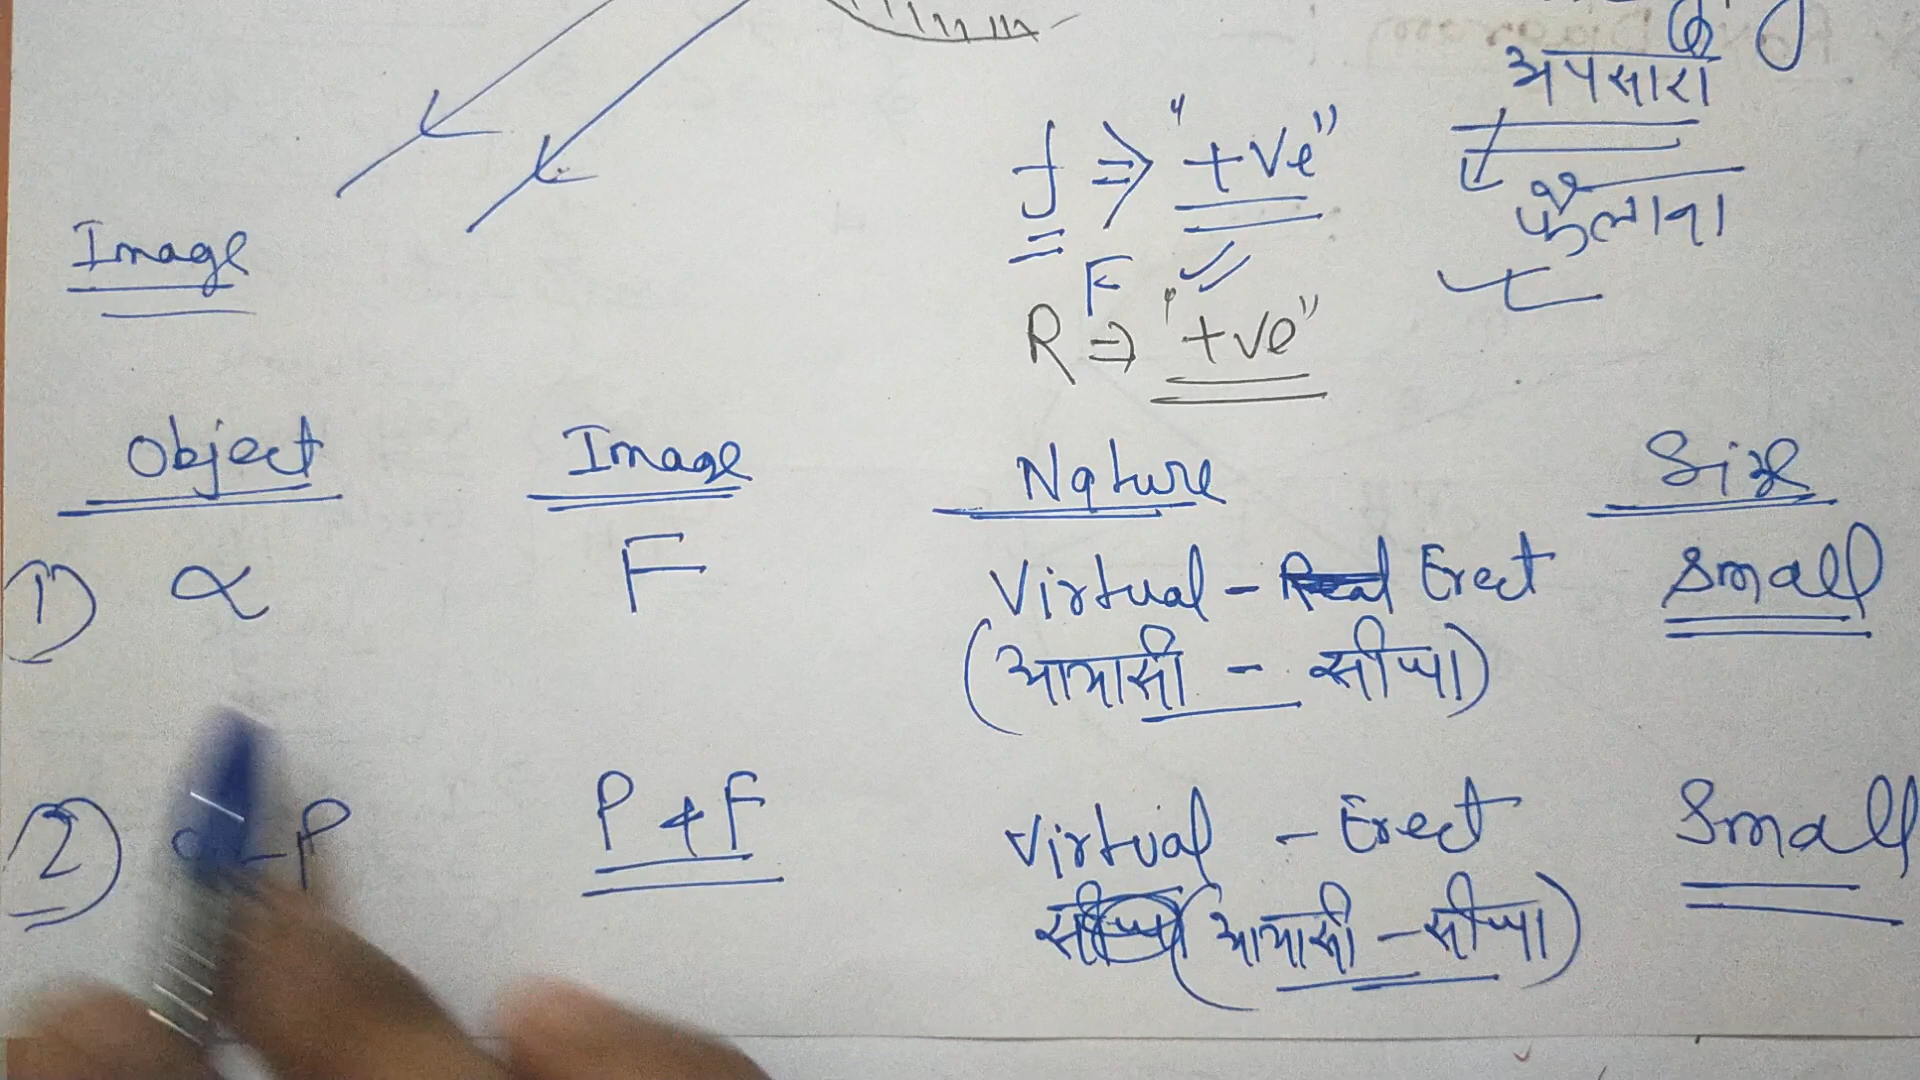 अपसारी
f ⇒ "+ve"
फैलाना
F
R ⇒ "+ve"
Image
Object Image Nature Size
1) ∝ F Virtual - Erect Small
(आभासी - सीधा)
2) P & F Virtual - Erect Small
(आभासी - सीधा)